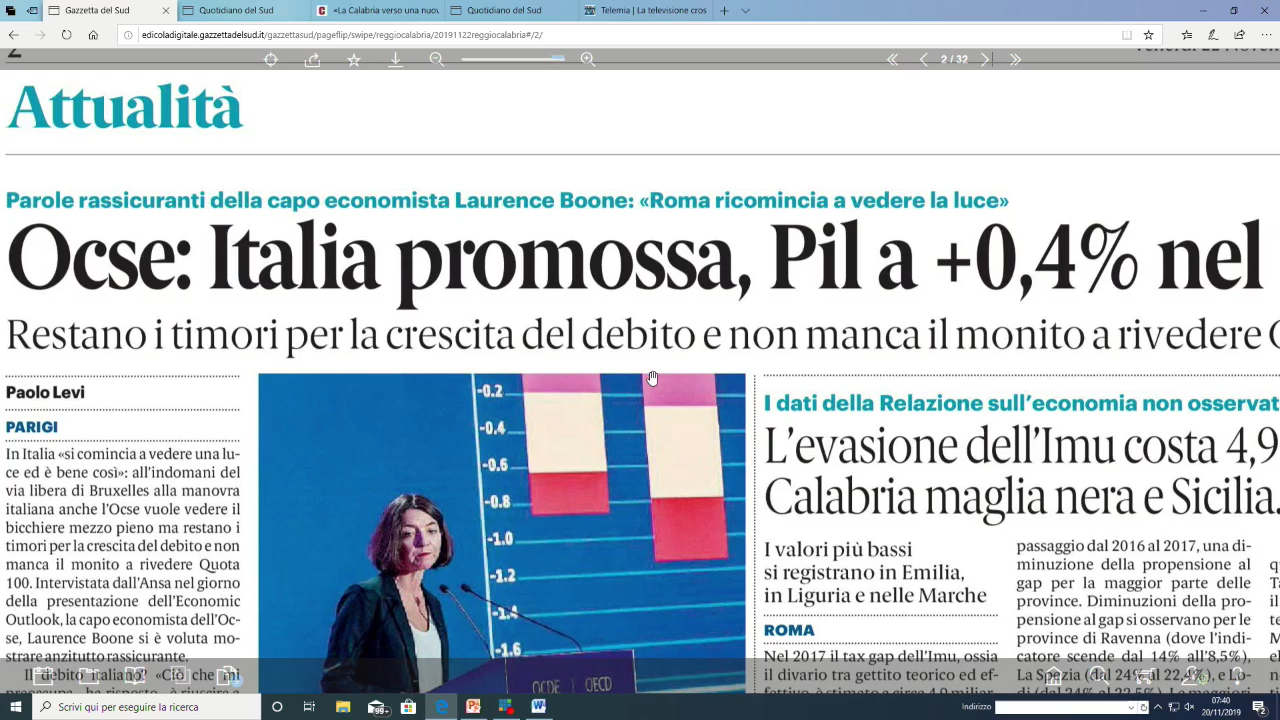 Gazzetta del Sud
Quotidiano del Sud
«La Calabria verso una nuov
Quotidiano del Sud
Telemia | La televisione cros
edicoladigitale.gazzettadelsud.it/gazzettasud/pageflip/swipe/reggiocalabria/20191122reggiocalabria#/2/
2
2 / 32
Attualità
Parole rassicuranti della capo economista Laurence Boone: «Roma ricomincia a vedere la luce»
Ocse: Italia promossa, Pil a +0,4% nel
Restano i timori per la crescita del debito e non manca il monito a rivedere
Paolo Levi
PARIGI
In Italia «si comincia a vedere una lu-
ce ed è bene così»: all'indomani del
via libera di Bruxelles alla manovra
italiana anche l'Ocse vuole vedere il
bicchiere mezzo pieno ma restano i
timori per la crescita del debito e non
manca il monito a rivedere Quota
100. Intervistata dall'Ansa nel giorno
della presentazione dell'Economic
Outlook, la capo economista dell'Oc-
se, Laurence Boone si è voluta mo-
strare anzitutto rassicurante.
Il debito italiano? «Ciò che mi
-0.2
-0.4
-0.6
-0.8
-1.0
-1.2
-1.4
-1.6
OCDE
OECD
I dati della Relazione sull'economia non osservat
L'evasione dell'Imu costa 4,9
Calabria maglia nera e Sicilia.
I valori più bassi
si registrano in Emilia,
in Liguria e nelle Marche
ROMA
Nel 2017 il tax gap dell'Imu, ossia
il divario tra gettito teorico ed ef-
passaggio dal 2016 al 2017, una di-
minuzione della propensione al
gap per la maggior parte delle
province. Diminuzioni della pro-
pensione al gap si osservano per le
province di Ravenna (dove l'indi-
catore scende dal 14% all'8,5%),
Scrivi qui per eseguire la ricerca
99+
Indirizzo
07:40
20/11/2019
2